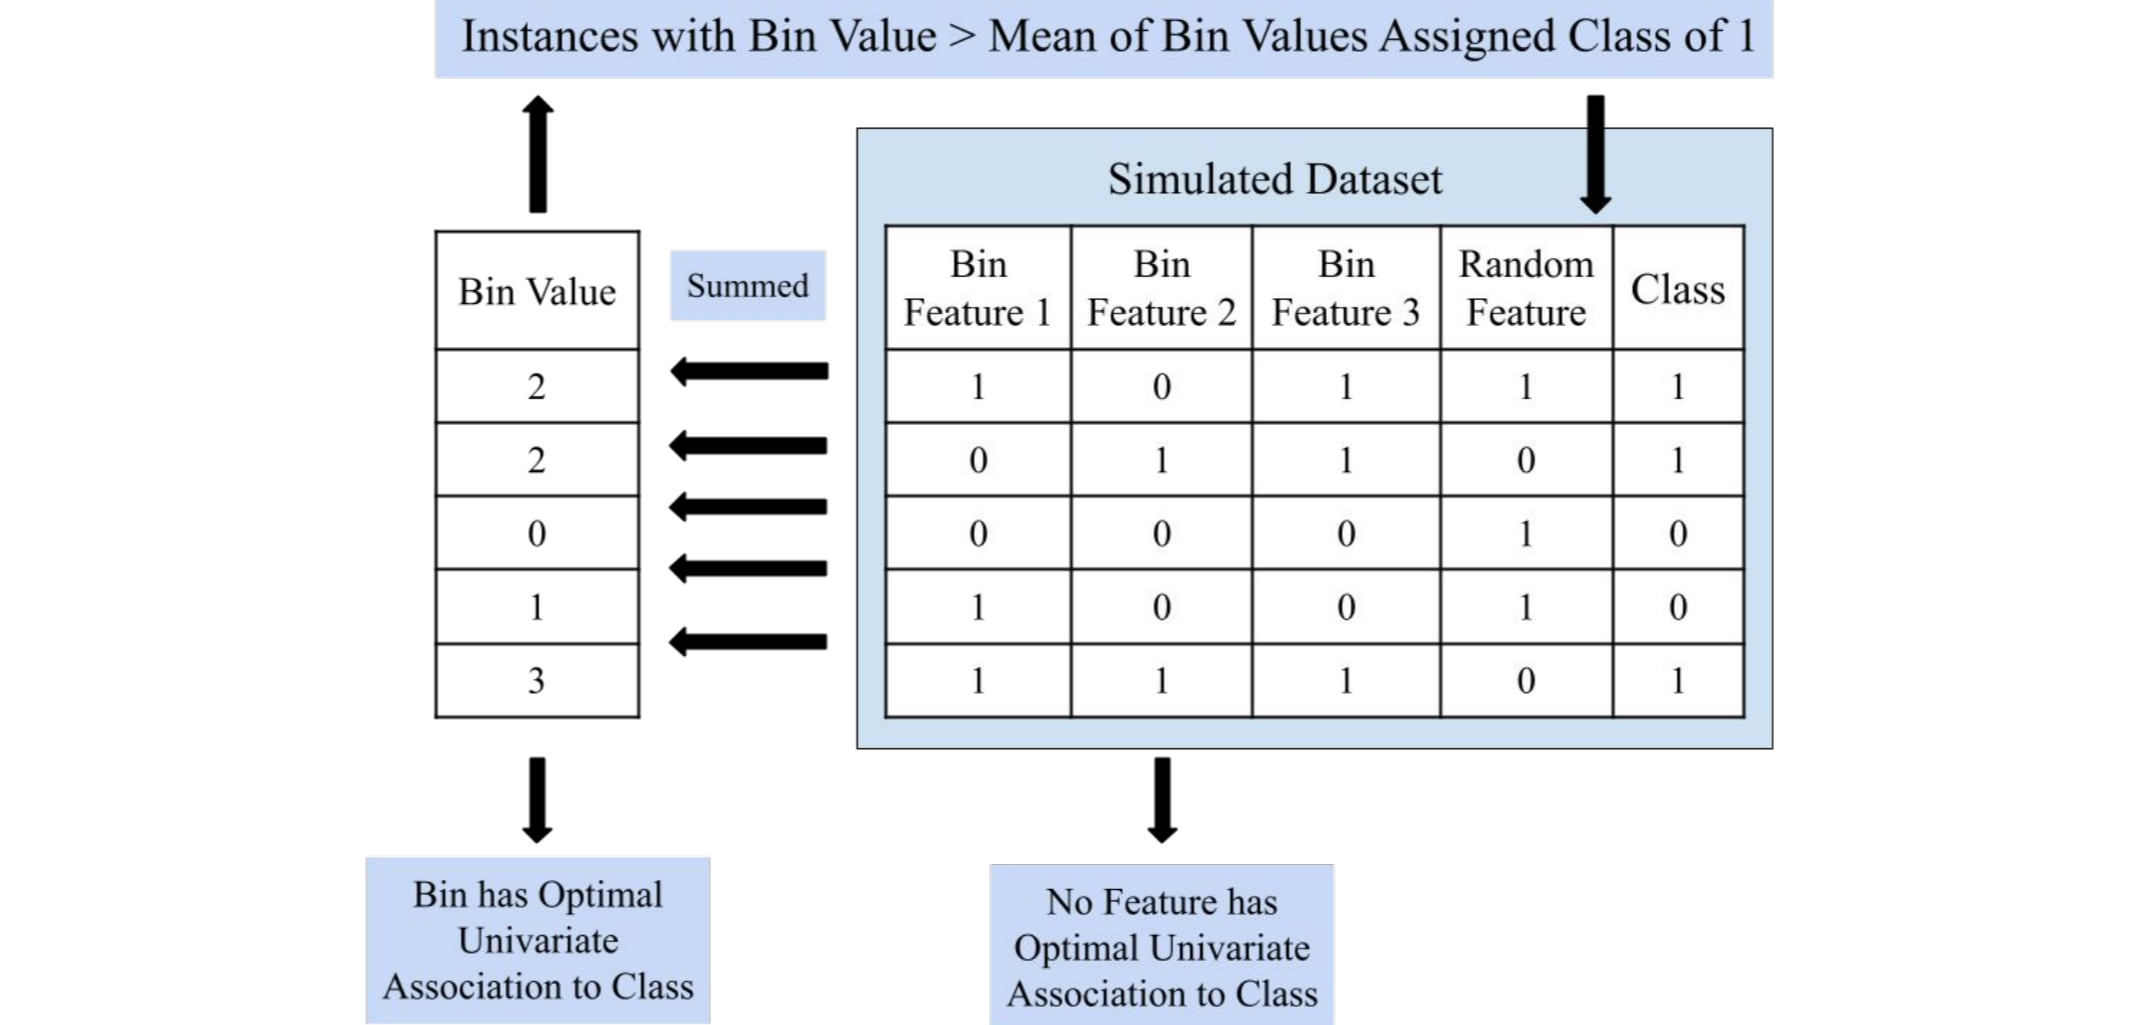 Instances with Bin Value > Mean of Bin Values Assigned Class of 1
Simulated Dataset
Bin Value
Summed
Bin
Feature 1
Bin
Feature 2
Bin
Feature 3
Random
Feature
Class
2
1 0 1 1 1
2
0 1 1 0 1
0
0 0 0 1 0
1
1 0 0 1 0
3
1 1 1 0 1
Bin has Optimal
Univariate
Association to Class
No Feature has
Optimal Univariate
Association to Class